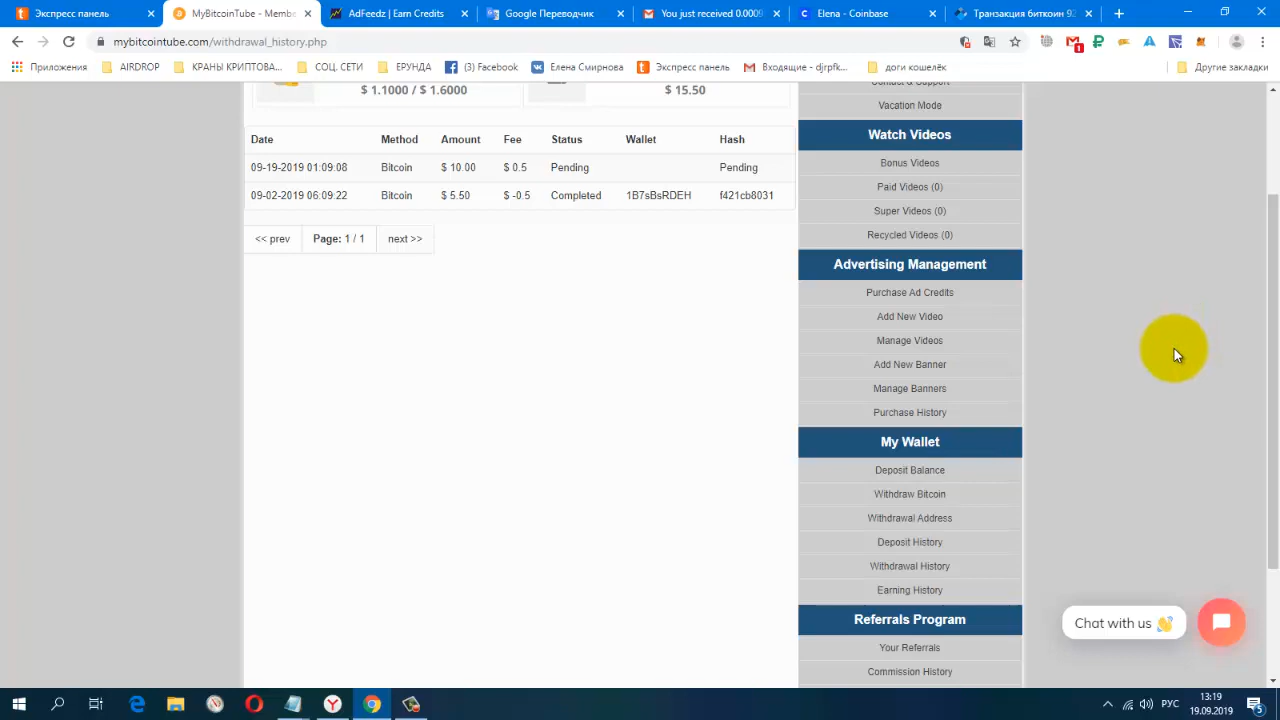 Экспресс панель
MyBitcoinTube - Membe
AdFeedz | Earn Credits
Google Переводчик
You just received 0.0009
Elena - Coinbase
Транзакция биткоин 93
mybitcointube.com/withdrawal_history.php
1
Приложения
AIRDROP
КРАНЫ КРИПТОВА...
СОЦ. СЕТИ
ЕРУНДА
(3) Facebook
Елена Смирнова
Экспресс панель
Входящие - djrpfk...
доги кошелёк
Другие закладки
$ 1.1000 / $ 1.6000
$ 15.50
Date Method Amount Fee Status Wallet Hash
09-19-2019 01:09:08 Bitcoin $ 10.00 $ 0.5 Pending Pending
09-02-2019 06:09:22 Bitcoin $ 5.50 $ -0.5 Completed 1B7sBsRDEH f421cb8031
<< prev Page: 1 / 1 next >>
Contact & Support
Vacation Mode
Watch Videos
Bonus Videos
Paid Videos (0)
Super Videos (0)
Recycled Videos (0)
Advertising Management
Purchase Ad Credits
Add New Video
Manage Videos
Add New Banner
Manage Banners
Purchase History
My Wallet
Deposit Balance
Withdraw Bitcoin
Withdrawal Address
Deposit History
Withdrawal History
Earning History
Referrals Program
Your Referrals
Commission History
Chat with us 👋
РУС
13:19
19.09.2019
5